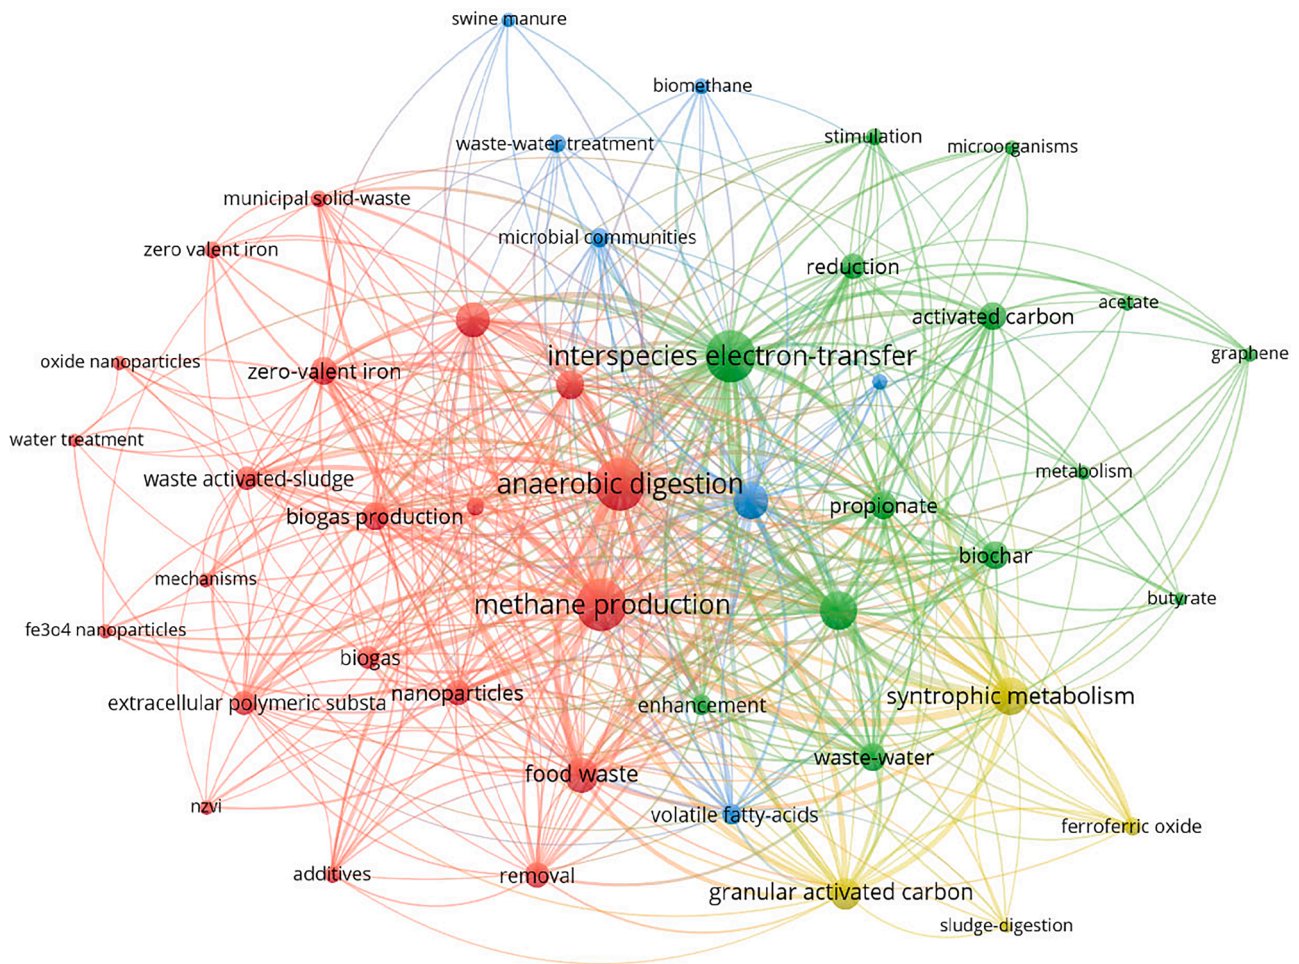 swine manure
biomethane
stimulation
waste-water treatment
microorganisms
municipal solid-waste
microbial communities
zero valent iron
reduction
acetate
activated carbon
interspecies electron-transfer
graphene
oxide nanoparticles
zero-valent iron
water treatment
metabolism
waste activated-sludge
anaerobic digestion
propionate
biogas production
biochar
mechanisms
butyrate
methane production
fe3o4 nanoparticles
biogas
nanoparticles
syntrophic metabolism
extracellular polymeric substa
enhancement
waste-water
food waste
nzvi
volatile fatty-acids
ferroferric oxide
additives
removal
granular activated carbon
sludge-digestion